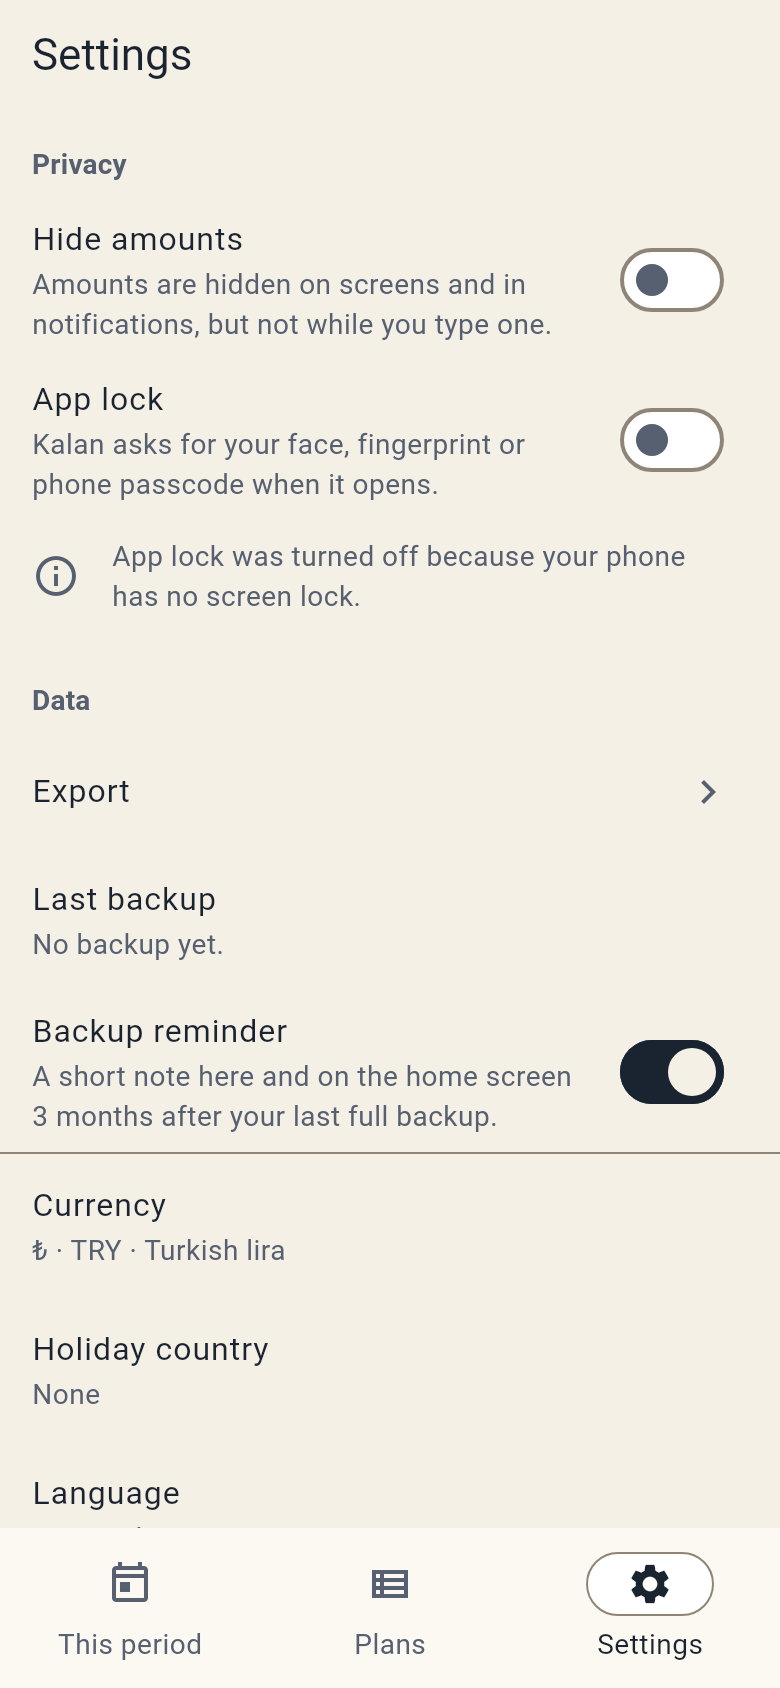 Settings
Privacy
Hide amounts
Amounts are hidden on screens and in
notifications, but not while you type one.
App lock
Kalan asks for your face, fingerprint or
phone passcode when it opens.
App lock was turned off because your phone
has no screen lock.
Data
Export
Last backup
No backup yet.
Backup reminder
A short note here and on the home screen
3 months after your last full backup.
Currency
₺ · TRY · Turkish lira
Holiday country
None
Language
This period
Plans
Settings